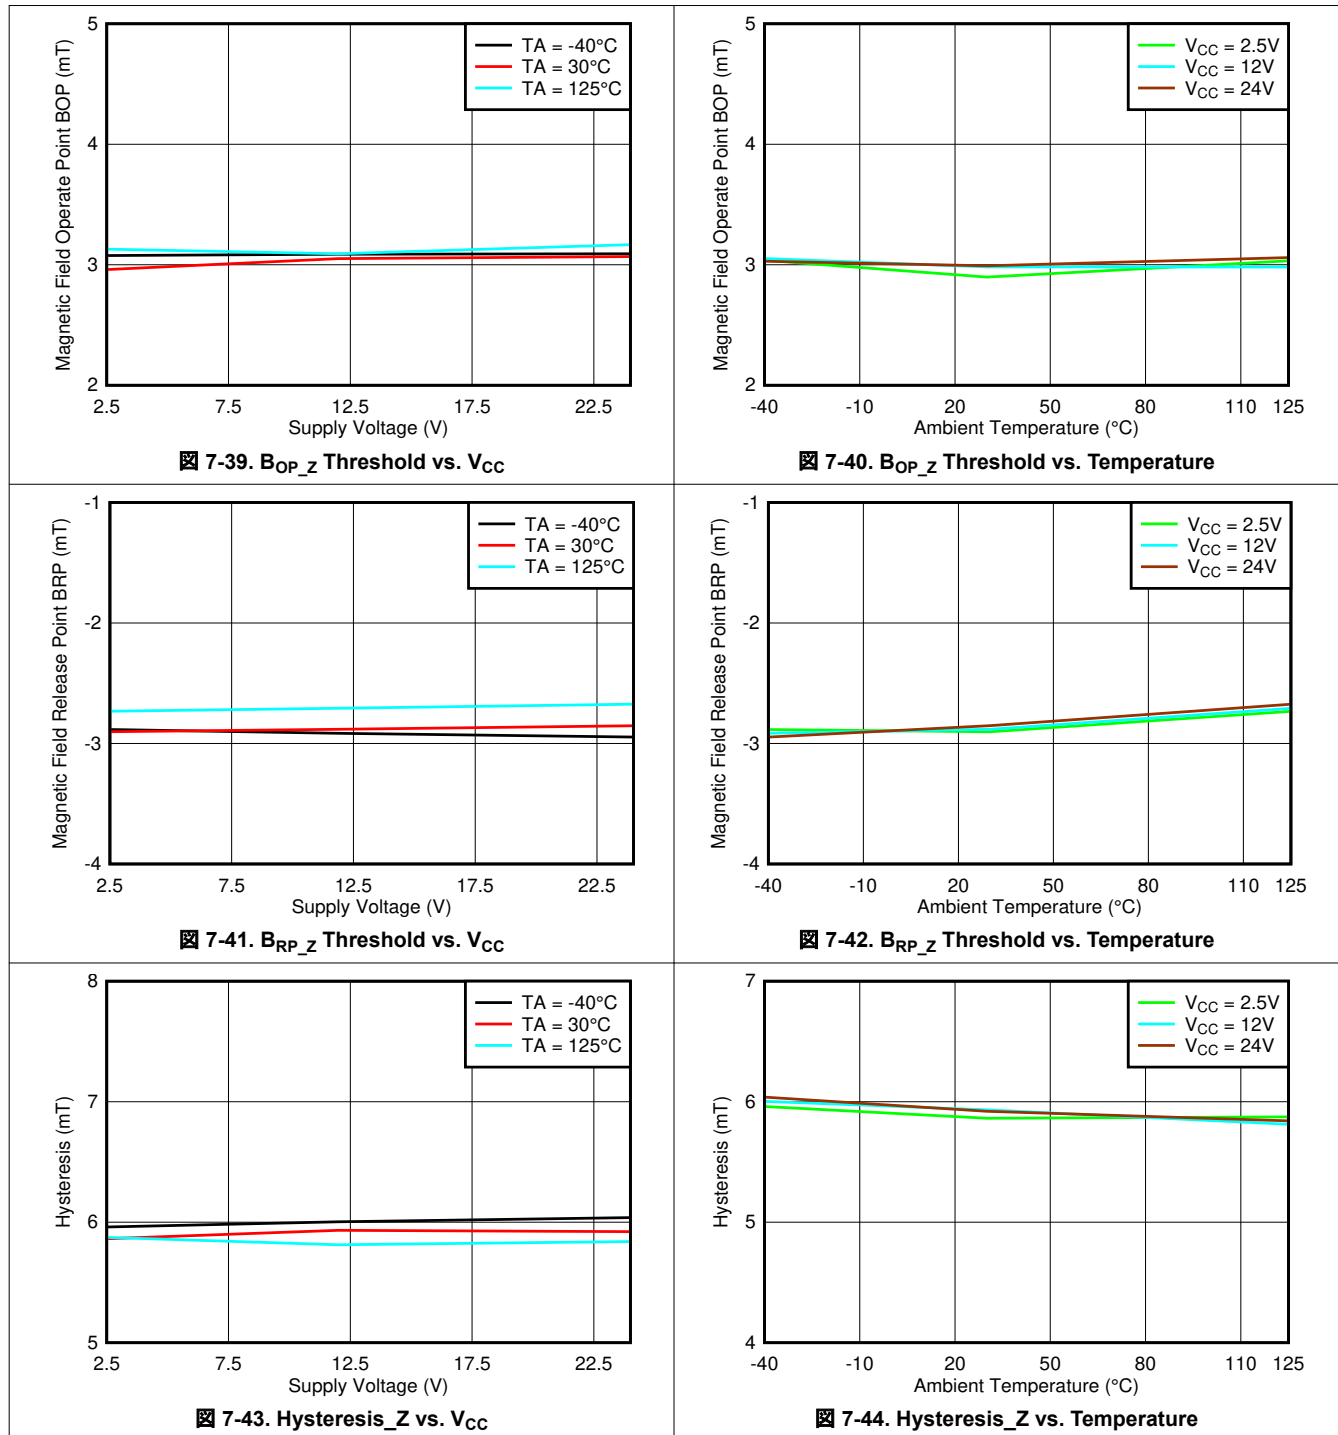 Magnetic Field Operate Point BOP (mT)
5
4
3
2
TA = -40°C
TA = 30°C
TA = 125°C
2.5 7.5 12.5 17.5 22.5
Supply Voltage (V)
図 7-39. BOP_Z Threshold vs. VCC
Magnetic Field Operate Point BOP (mT)
5
4
3
2
VCC = 2.5V
VCC = 12V
VCC = 24V
-40 -10 20 50 80 110 125
Ambient Temperature (°C)
図 7-40. BOP_Z Threshold vs. Temperature
Magnetic Field Release Point BRP (mT)
-1
-2
-3
-4
TA = -40°C
TA = 30°C
TA = 125°C
2.5 7.5 12.5 17.5 22.5
Supply Voltage (V)
図 7-41. BRP_Z Threshold vs. VCC
Magnetic Field Release Point BRP (mT)
-1
-2
-3
-4
VCC = 2.5V
VCC = 12V
VCC = 24V
-40 -10 20 50 80 110 125
Ambient Temperature (°C)
図 7-42. BRP_Z Threshold vs. Temperature
Hysteresis (mT)
8
7
6
5
TA = -40°C
TA = 30°C
TA = 125°C
2.5 7.5 12.5 17.5 22.5
Supply Voltage (V)
図 7-43. Hysteresis_Z vs. VCC
Hysteresis (mT)
7
6
5
4
VCC = 2.5V
VCC = 12V
VCC = 24V
-40 -10 20 50 80 110 125
Ambient Temperature (°C)
図 7-44. Hysteresis_Z vs. Temperature